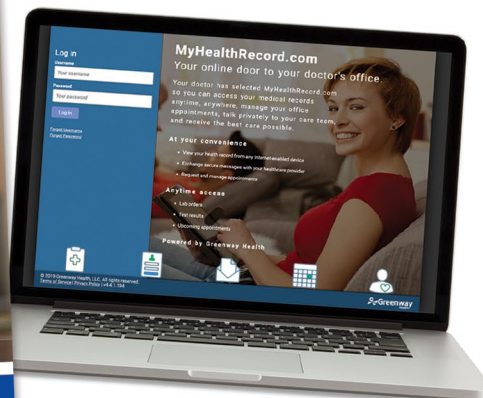 Log in
Username
Your username
Password
Your password
Log in
Forgot Username
Forgot Password
MyHealthRecord.com
Your online door to your doctor's office.
Your doctor has selected MyHealthRecord.com
so you can access your medical records
anytime, anywhere, manage your office
appointments, talk privately to your care team,
and receive the best care possible.
At your convenience
View your health record from any internet-enabled device
Exchange secure messages with your healthcare provider
Request and manage appointments
Anytime access
Lab orders
Test results
Upcoming appointments
Powered by Greenway Health
© 2019 Greenway Health, LLC. All rights reserved.
Terms of Service | Privacy Policy | v4.4.1.194
Greenway